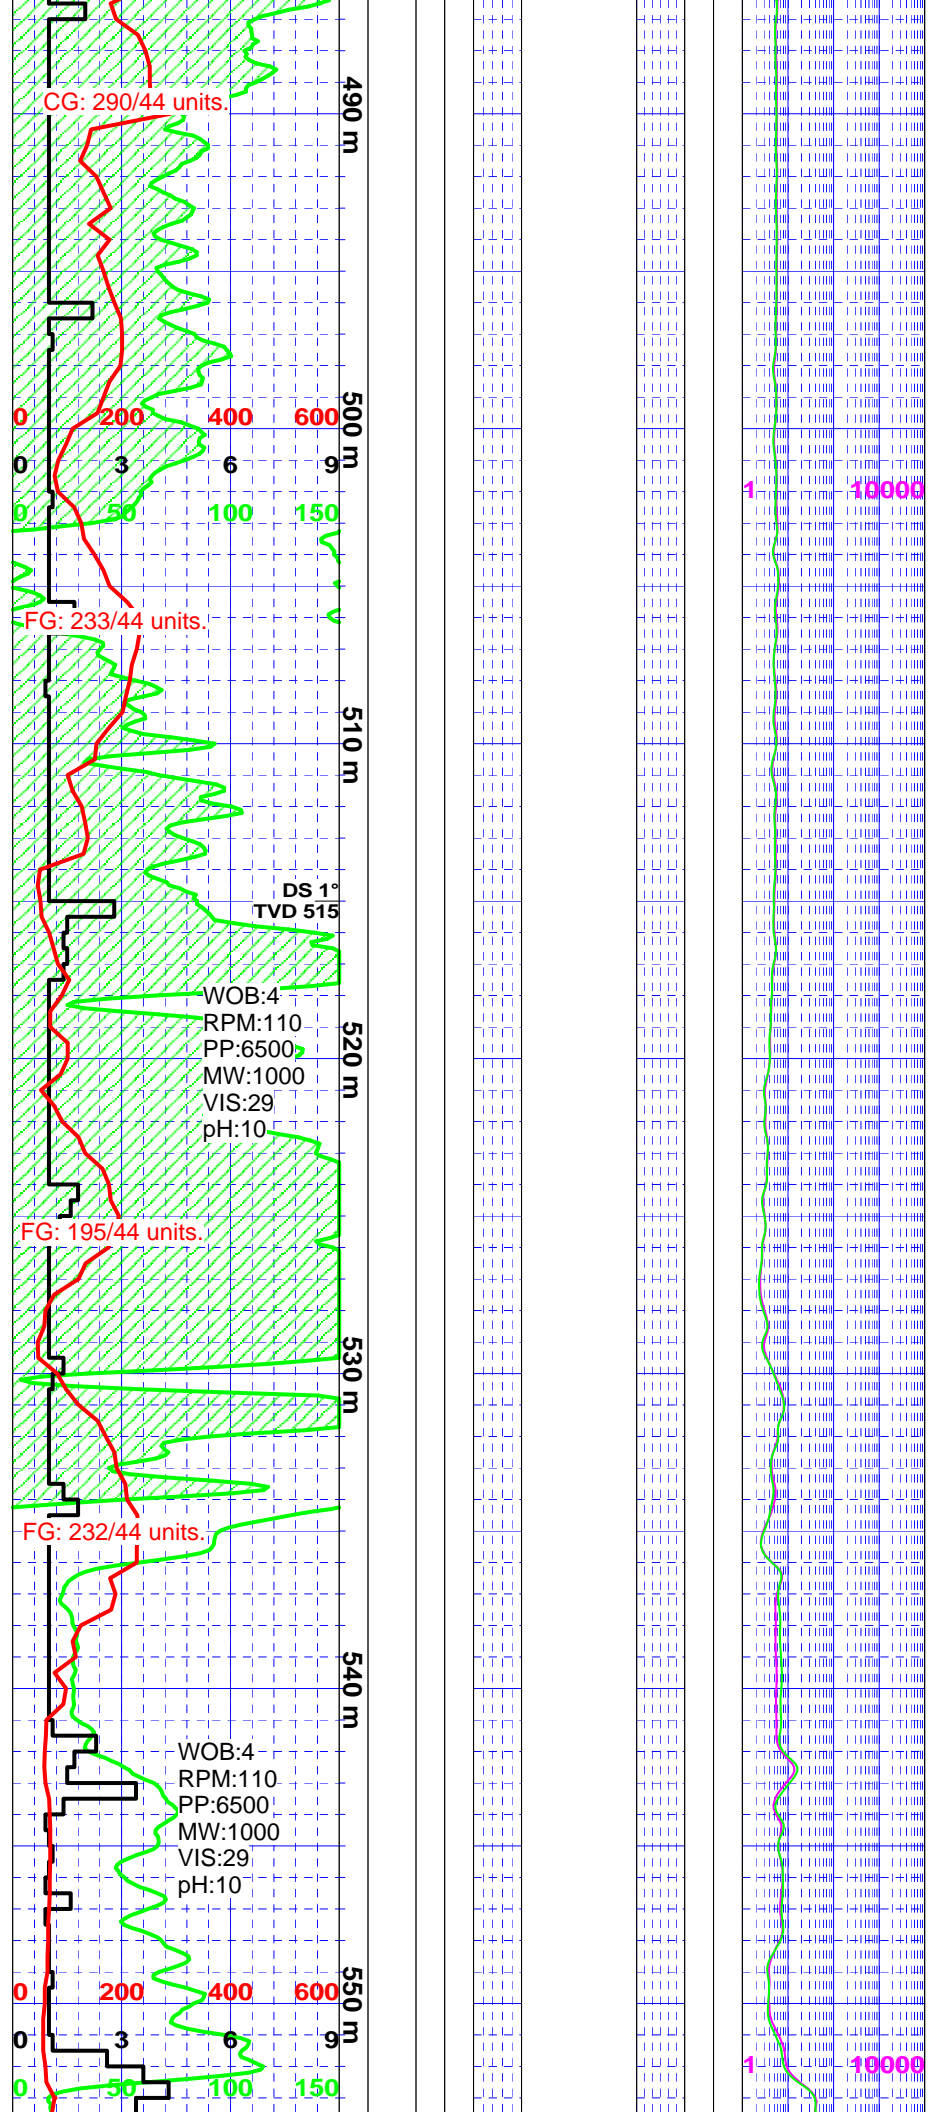 490 m
CG: 290/44 units.
0 200 400 600
500 m
0 3 6 9
1 10000
0 50 100 150
FG: 233/44 units.
510 m
DS 1°
TVD 515
WOB:4
RPM:110
PP:6500
520 m
MW:1000
VIS:29
pH:10
FG: 195/44 units.
530 m
FG: 232/44 units.
540 m
WOB:4
RPM:110
PP:6500
MW:1000
VIS:29
pH:10
0 200 400 600
550 m
0 3 6 9
1 10000
0 50 100 150